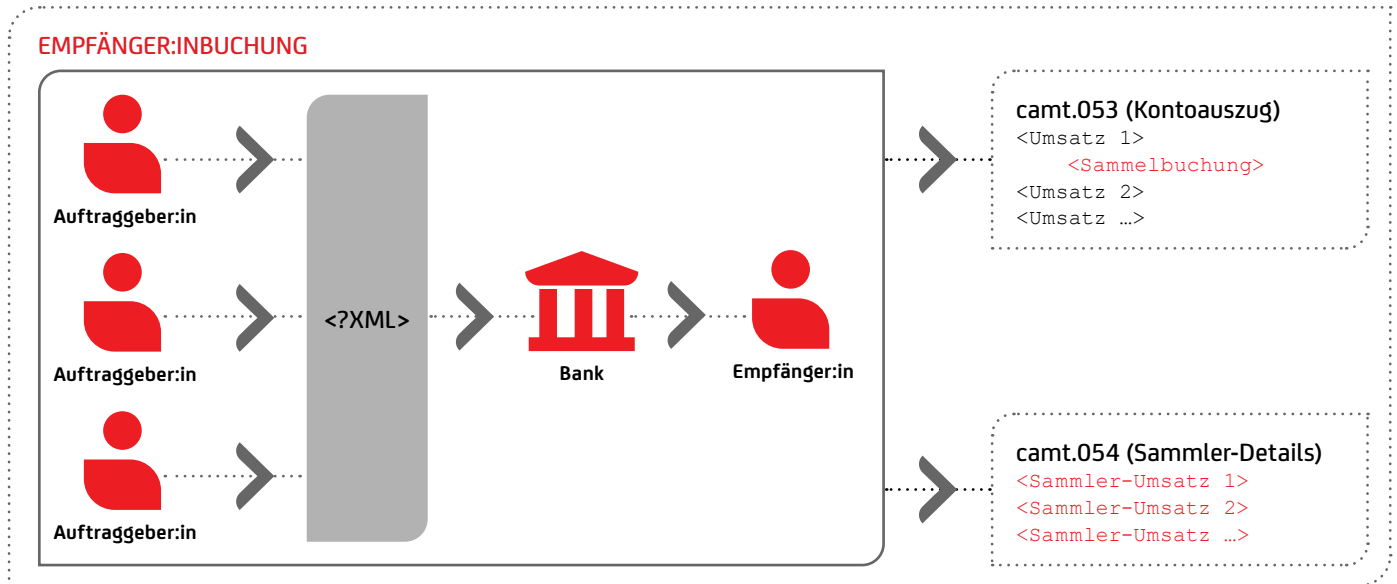 EMPFÄNGER:INBUCHUNG
Auftraggeber:in
Auftraggeber:in
Auftraggeber:in
<?XML>
Bank
Empfänger:in
camt.053 (Kontoauszug)
<Umsatz 1>
<Sammelbuchung>
<Umsatz 2>
<Umsatz …>
camt.054 (Sammler-Details)
<Sammler-Umsatz 1>
<Sammler-Umsatz 2>
<Sammler-Umsatz …>